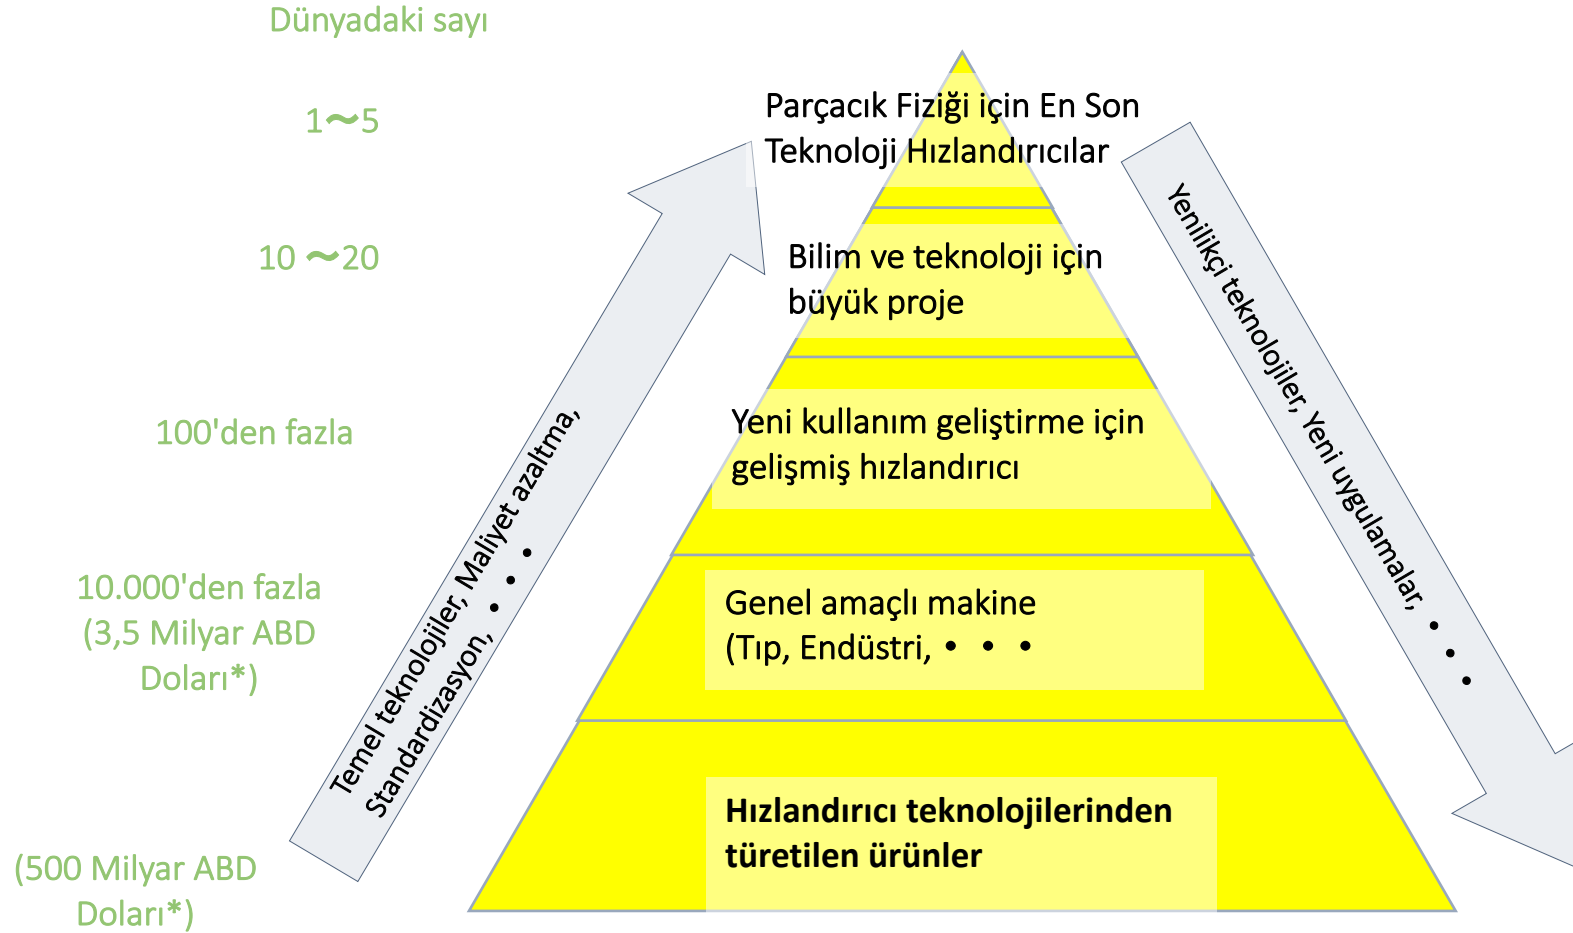 Dünyadaki sayı
1～5
Parçacık Fiziği için En Son
Teknoloji Hızlandırıcılar
10 ～20
Bilim ve teknoloji için
büyük proje
100'den fazla
Yeni kullanım geliştirme için
gelişmiş hızlandırıcı
10.000'den fazla
(3,5 Milyar ABD
Doları*)
Genel amaçlı makine
(Tıp, Endüstri, • • •
(500 Milyar ABD
Doları*)
Hızlandırıcı teknolojilerinden
türetilen ürünler
Temel teknolojiler, Maliyet azaltma,
Standardizasyon, • • •
Yenilikçi teknolojiler, Yeni uygulamalar, • • •